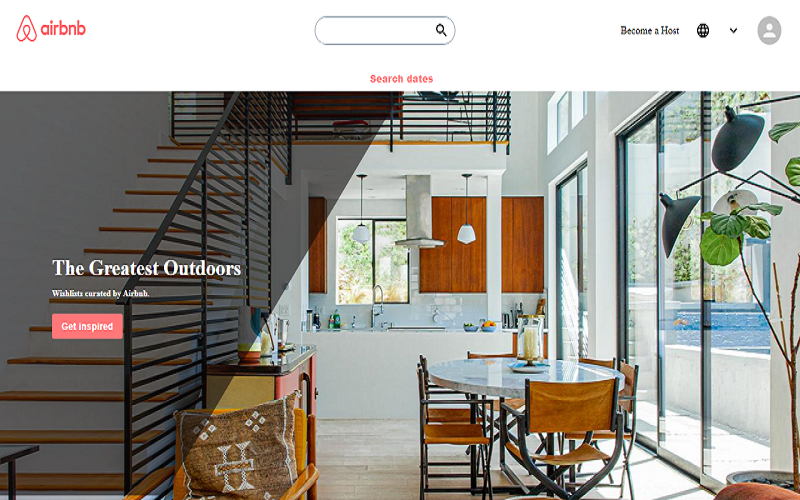 airbnb
Become a Host
Search dates
The Greatest Outdoors
Wishlists curated by Airbnb.
Get inspired